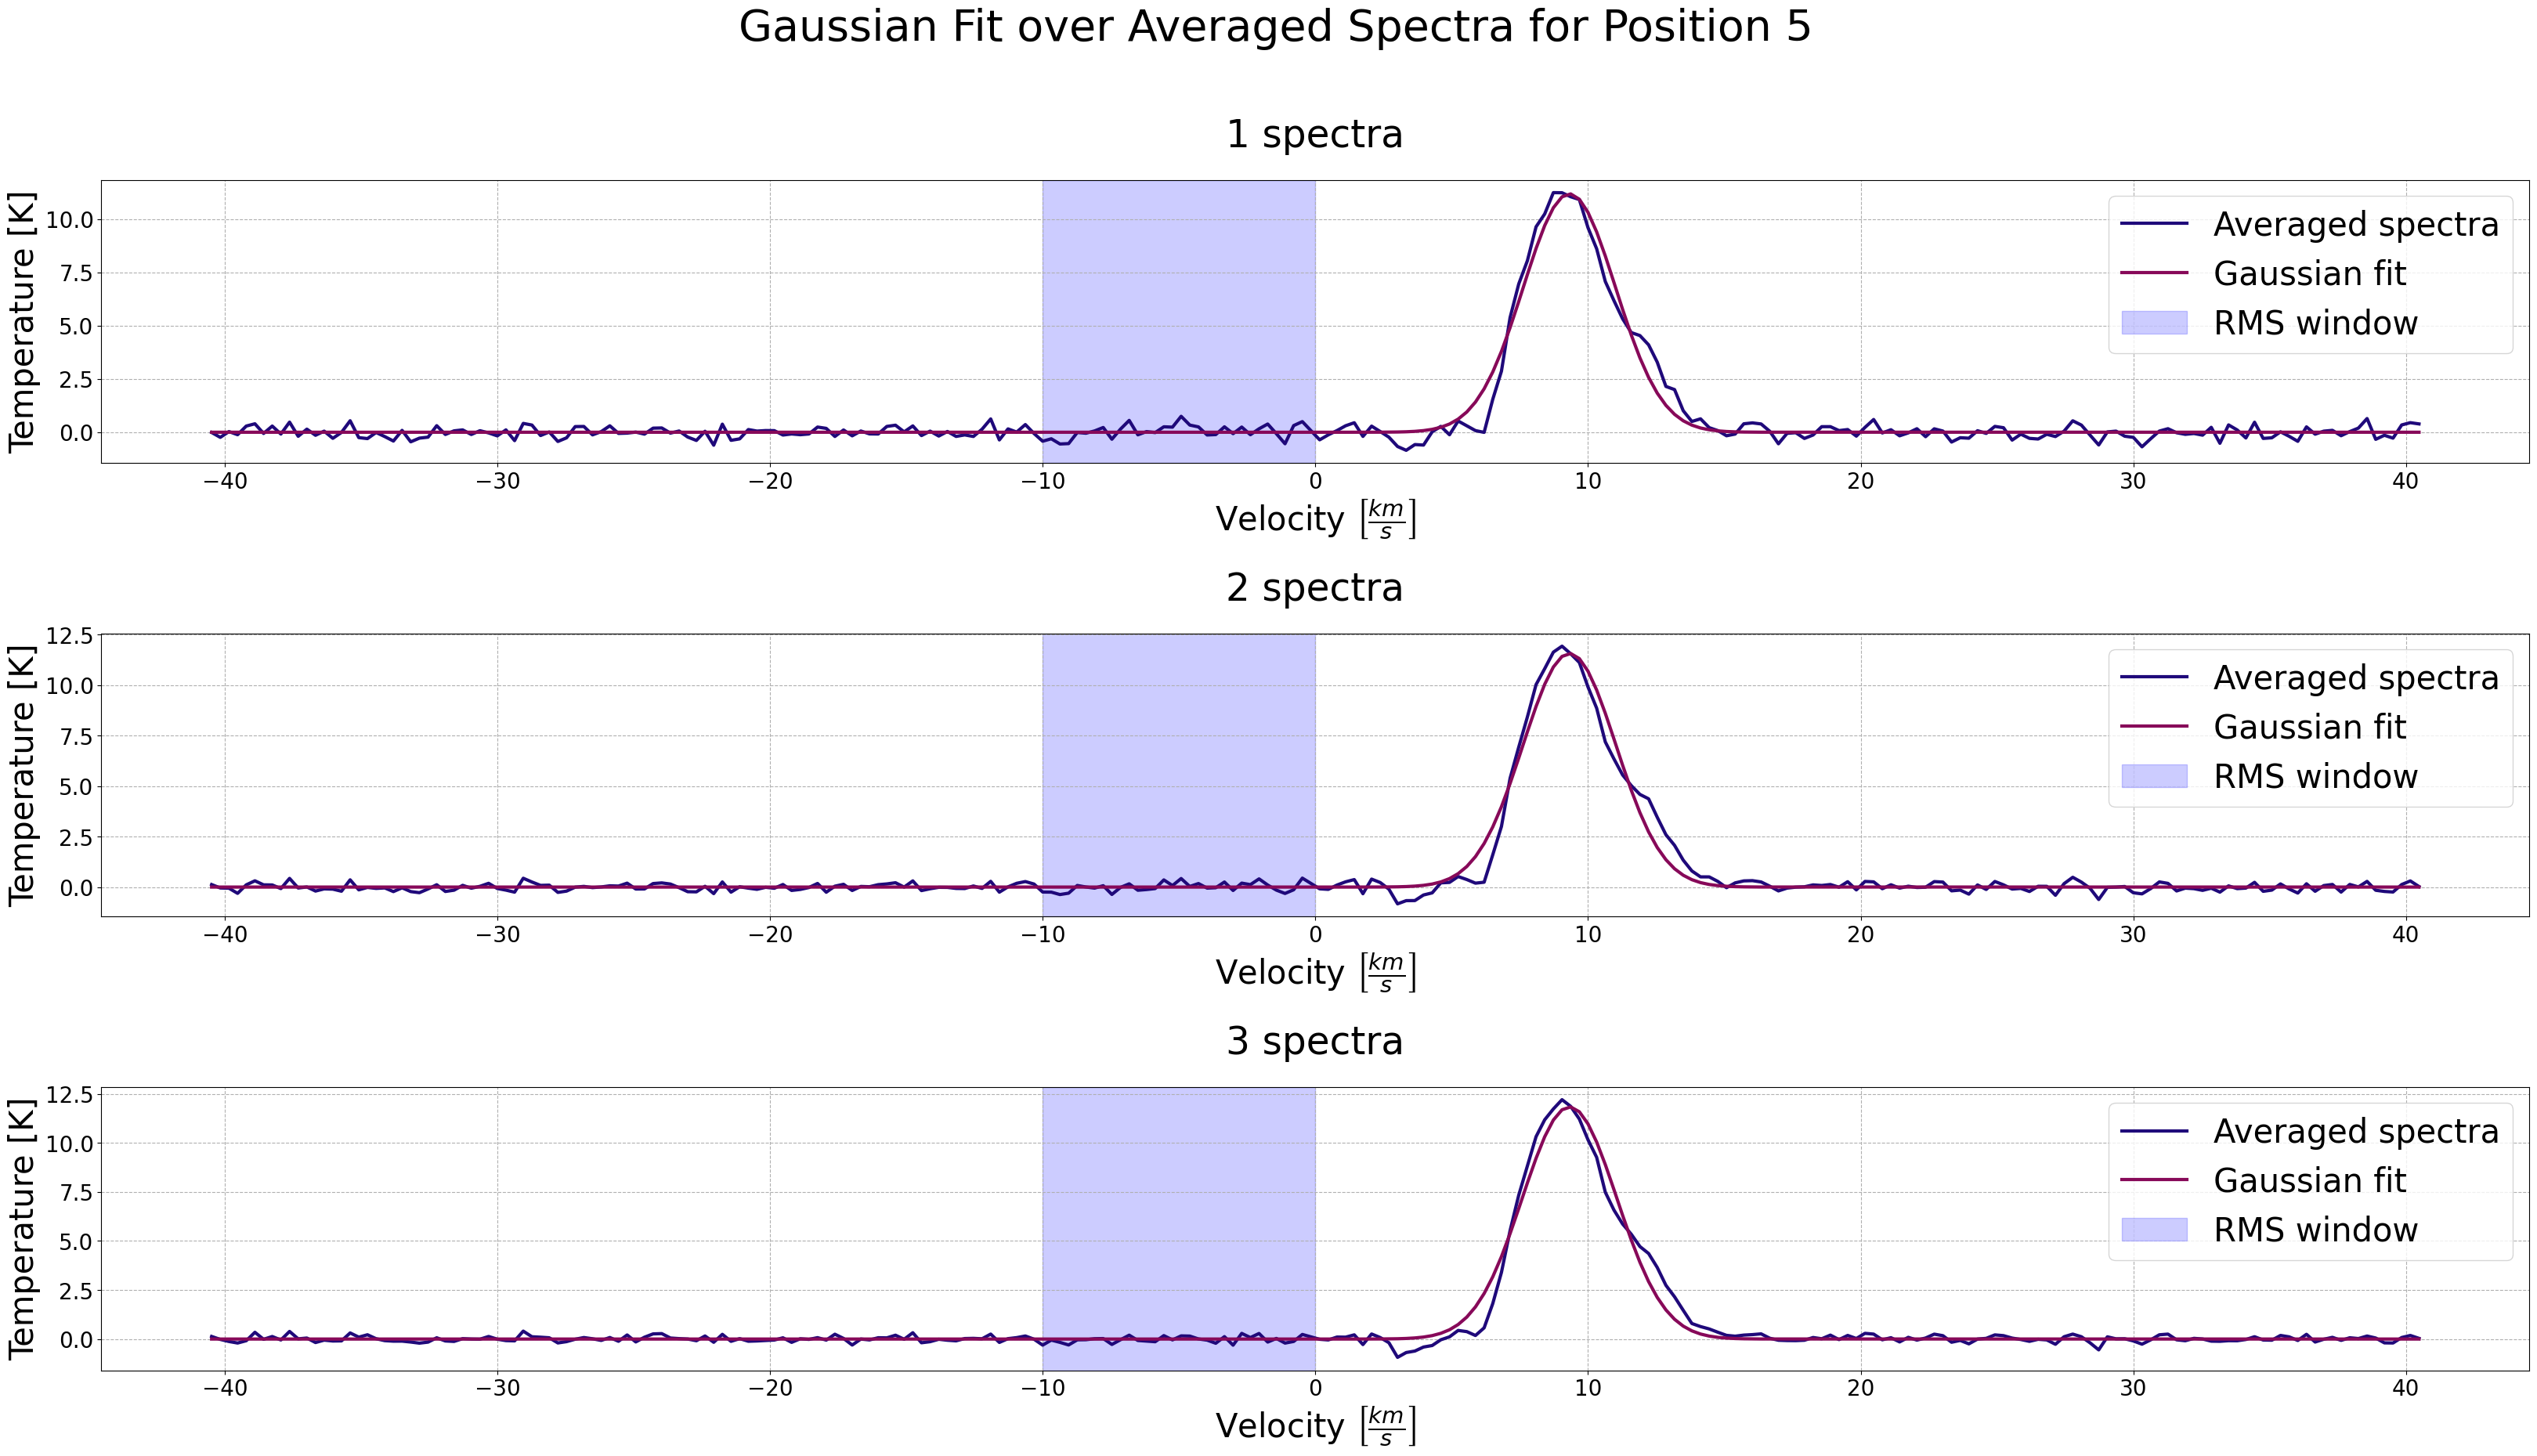 Gaussian Fit over Averaged Spectra for Position 5
1 spectra
Temperature [K]
10.0
7.5
5.0
2.5
0.0
Averaged spectra
Gaussian fit
RMS window
−40 −30 −20 −10 0 10 20 30 40
Velocity [km/s]
2 spectra
Temperature [K]
12.5
10.0
7.5
5.0
2.5
0.0
Averaged spectra
Gaussian fit
RMS window
−40 −30 −20 −10 0 10 20 30 40
Velocity [km/s]
3 spectra
Temperature [K]
12.5
10.0
7.5
5.0
2.5
0.0
Averaged spectra
Gaussian fit
RMS window
−40 −30 −20 −10 0 10 20 30 40
Velocity [km/s]